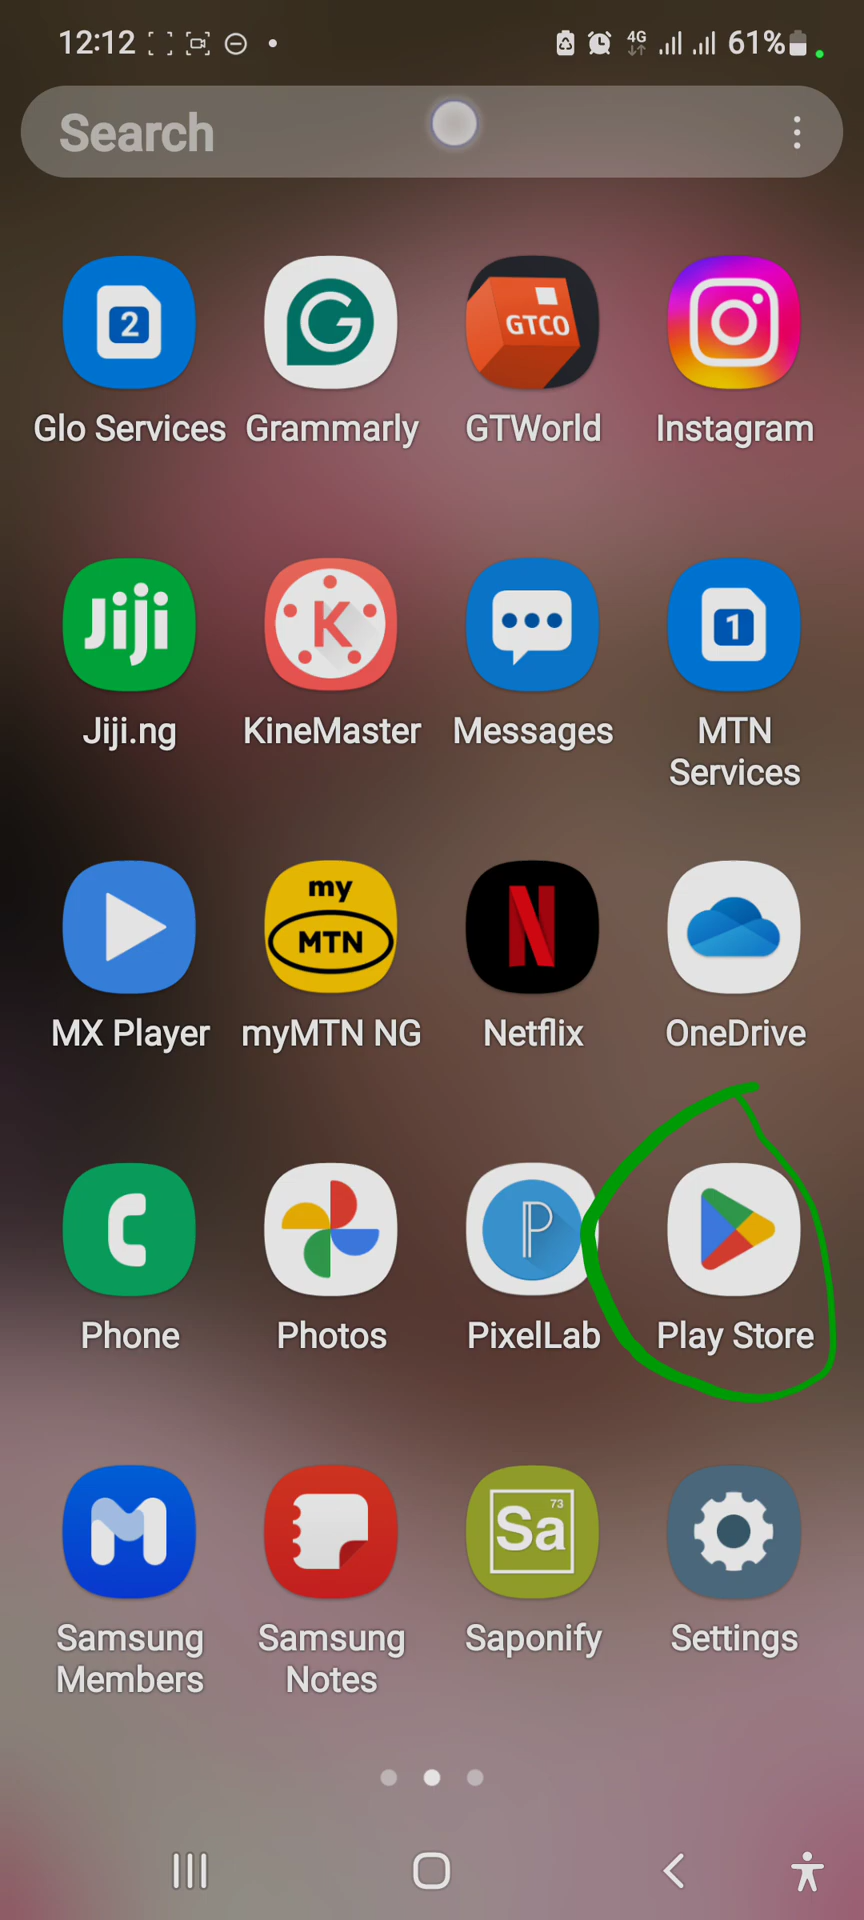 12:12 4G 61%
Search
2 G GTCO
Glo Services Grammarly GTWorld Instagram
Jiji K 1
Jiji.ng KineMaster Messages MTN
Services
my
MTN N
MX Player myMTN NG Netflix OneDrive
P
Phone Photos PixelLab Play Store
73
M Sa
Samsung Samsung Saponify Settings
Members Notes